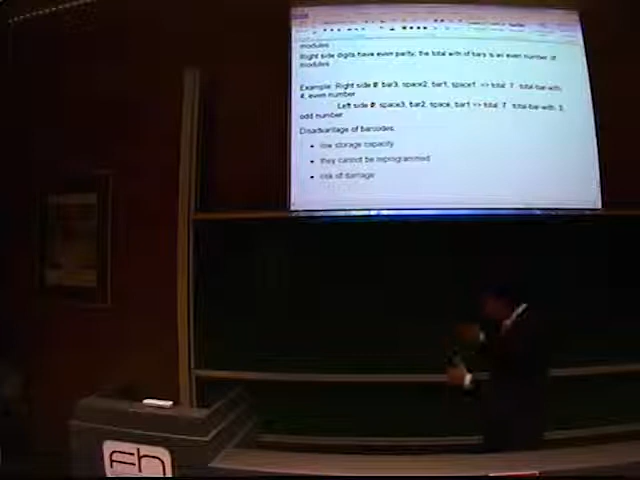 modules
Right side digits have even parity, the total with of bars is an even number of
modules
Example: Right side #: bar3, space2, bar1, space1 => total: 7 total-bar-with:
4, even number
Left side #: space3, bar2, space, bar1 => total: 7 total-bar-with: 3,
odd number
Disadvantage of barcodes:
• low storage capacity
• they cannot be reprogrammed
• risk of damage
Fh